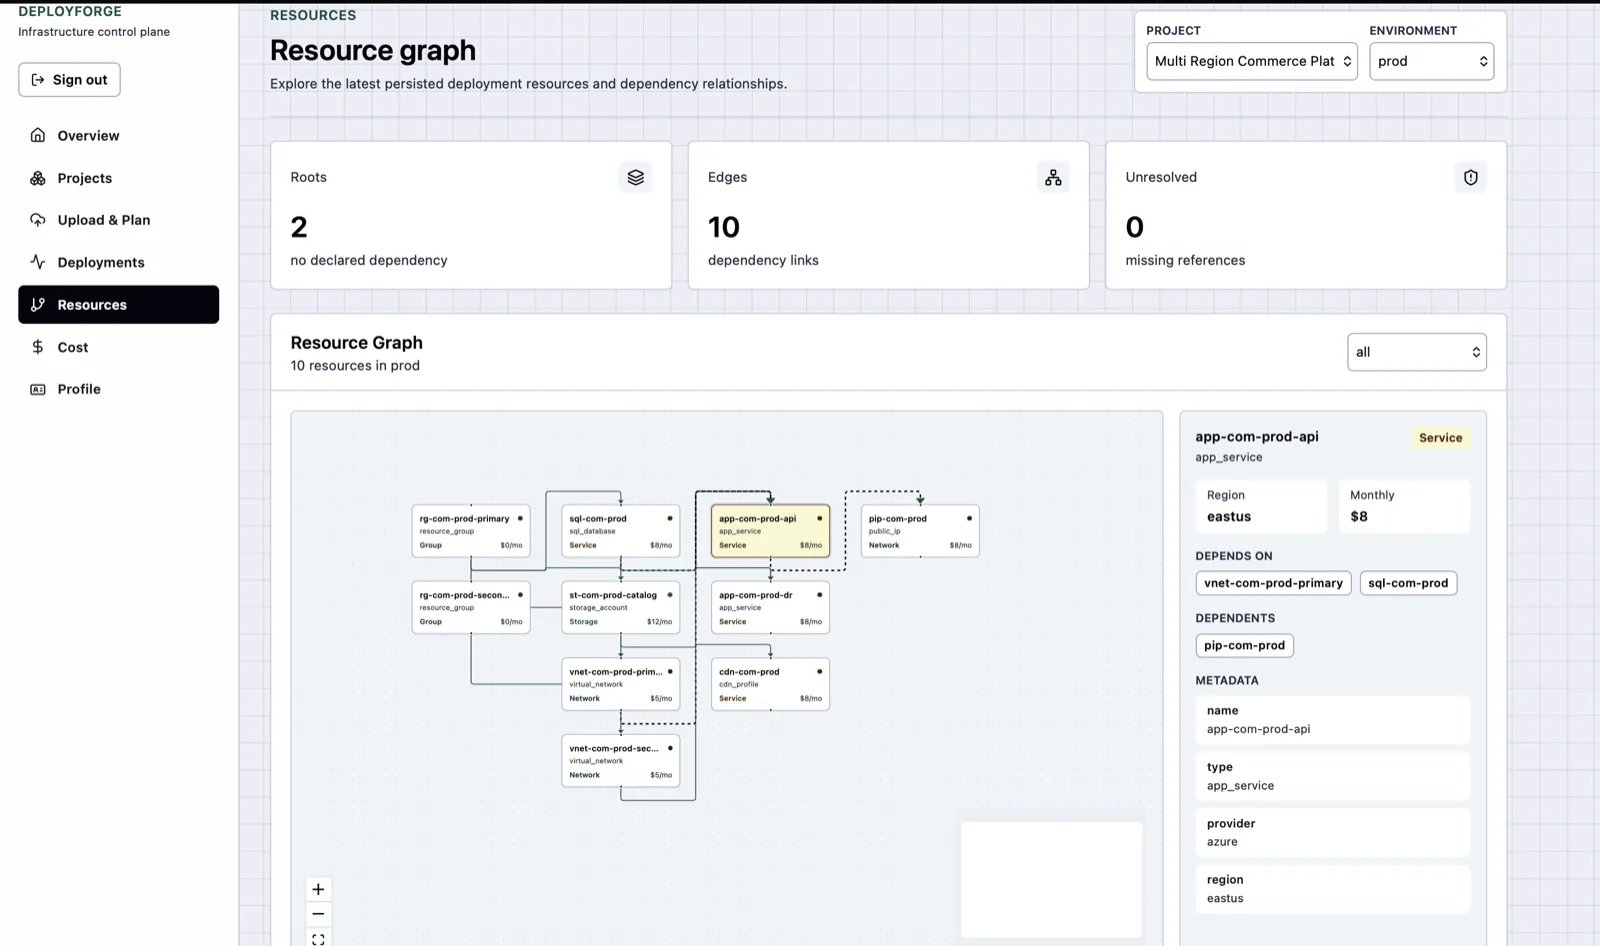 DEPLOYFORGE
Infrastructure control plane
Sign out
Overview
Projects
Upload & Plan
Deployments
Resources
Cost
Profile
RESOURCES
Resource graph
Explore the latest persisted deployment resources and dependency relationships.
PROJECT
Multi Region Commerce Plat
ENVIRONMENT
prod
Roots
2
no declared dependency
Edges
10
dependency links
Unresolved
0
missing references
Resource Graph
10 resources in prod
all
rg-com-prod-primary
resource_group
Group $0/mo
sql-com-prod
sql_database
Service $8/mo
app-com-prod-api
app_service
Service $8/mo
pip-com-prod
public_ip
Network $8/mo
rg-com-prod-secon...
resource_group
Group $0/mo
st-com-prod-catalog
storage_account
Storage $12/mo
app-com-prod-dr
app_service
Service $8/mo
vnet-com-prod-prim...
virtual_network
Network $5/mo
cdn-com-prod
cdn_profile
Service $8/mo
vnet-com-prod-sec...
virtual_network
Network $5/mo
app-com-prod-api
Service
app_service
Region
eastus
Monthly
$8
DEPENDS ON
vnet-com-prod-primary
sql-com-prod
DEPENDENTS
pip-com-prod
METADATA
name
app-com-prod-api
type
app_service
provider
azure
region
eastus